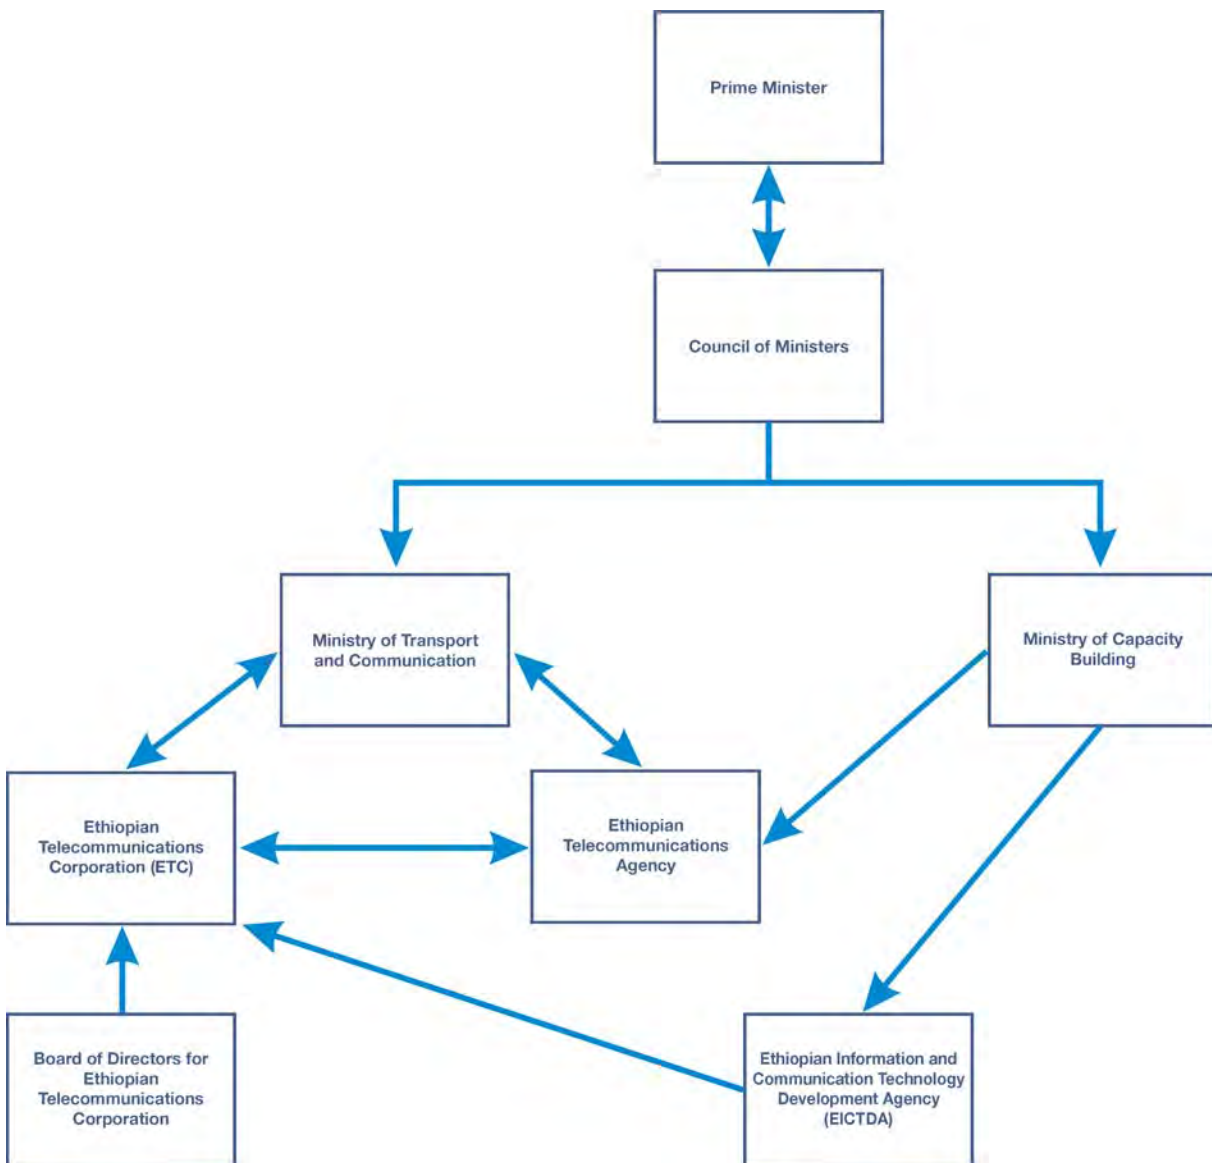 Prime Minister
Council of Ministers
Ministry of Transport
and Communication
Ministry of Capacity
Building
Ethiopian
Telecommunications
Corporation (ETC)
Ethiopian
Telecommunications
Agency
Board of Directors for
Ethiopian
Telecommunications
Corporation
Ethiopian Information and
Communication Technology
Development Agency
(EICTDA)